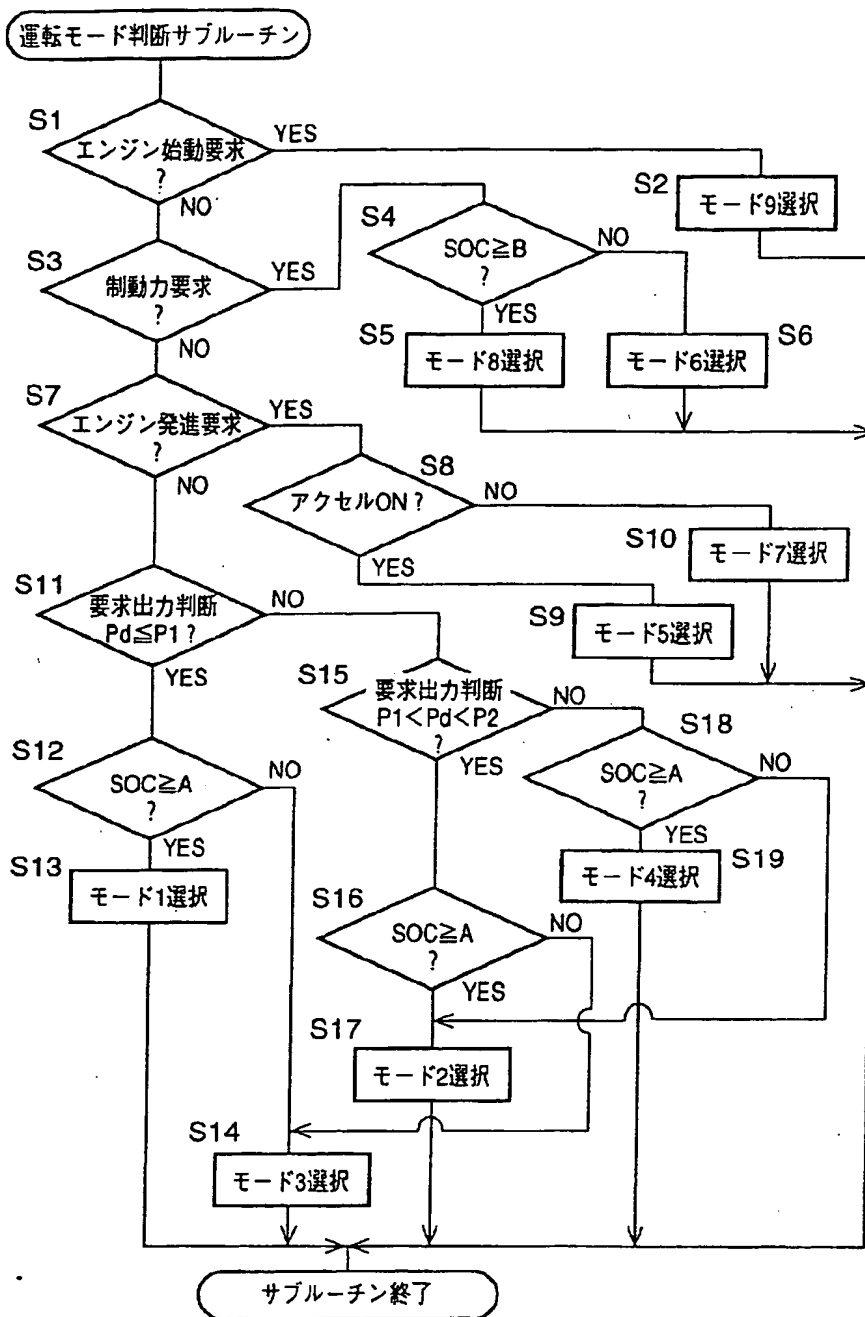 運転モード判断サブルーチン
S1
エンジン始動要求
?
YES
NO
S2
モード9選択
S3
制動力要求
?
YES
NO
S4
SOC≧B
?
NO
YES
S5
モード8選択
S6
モード6選択
S7
エンジン発進要求
?
YES
NO
S8
アクセルON?
NO
YES
S10
モード7選択
S9
モード5選択
S11
要求出力判断
Pd≦P1?
NO
YES
S15
要求出力判断
P1<Pd<P2
?
NO
YES
S12
SOC≧A
?
NO
YES
S18
SOC≧A
?
NO
YES
S13
モード1選択
S19
モード4選択
S16
SOC≧A
?
NO
YES
S17
モード2選択
S14
モード3選択
サブルーチン終了